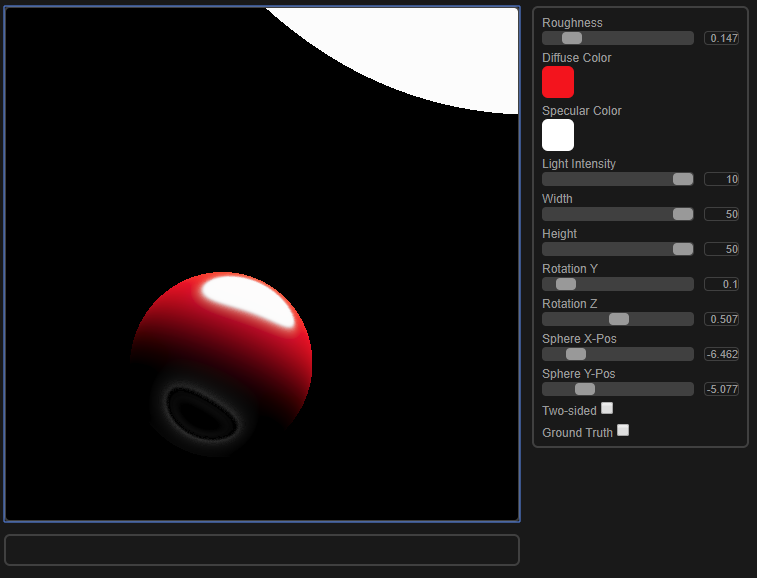 Roughness
0.147
Diffuse Color
Specular Color
Light Intensity
10
Width
50
Height
50
Rotation Y
0.1
Rotation Z
0.507
Sphere X-Pos
-6.462
Sphere Y-Pos
-5.077
Two-sided
Ground Truth